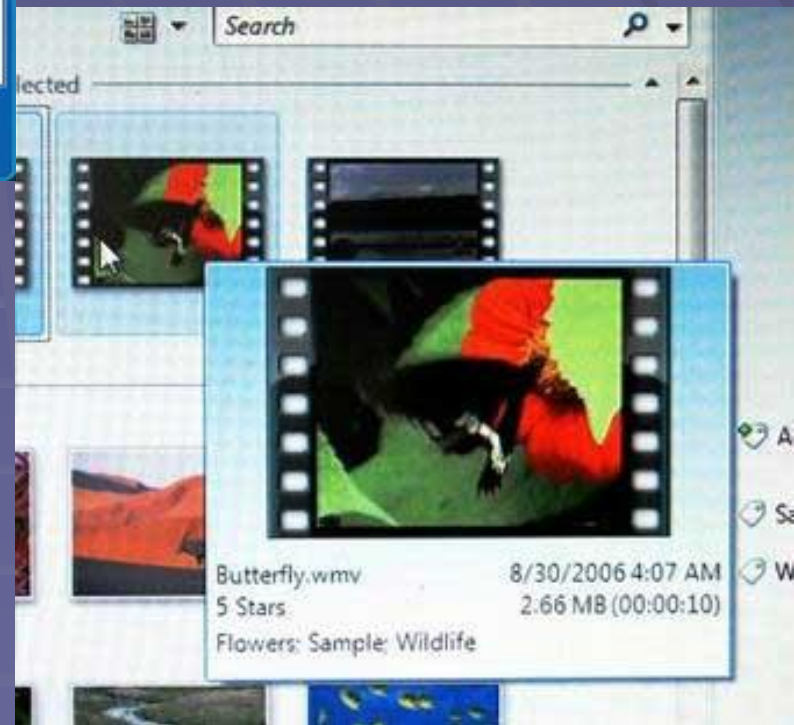 Search
lected
Butterfly.wmv 8/30/2006 4:07 AM
5 Stars 2.66 MB (00:00:10)
Flowers; Sample; Wildlife
A
Sa
W